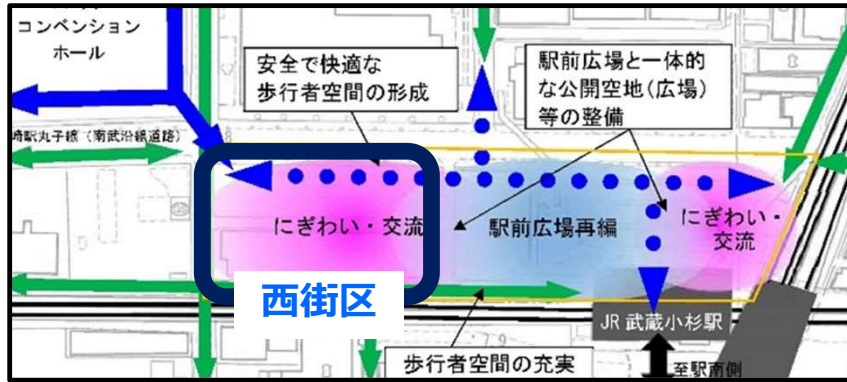 コンベンション
ホール
安全で快適な
歩行者空間の形成
駅前広場と一体的
な公開空地(広場)
等の整備
崎駅丸子線(南武沿線道路)
にぎわい・交流
駅前広場再編
にぎわい・
交流
西街区
JR 武蔵小杉駅
歩行者空間の充実
至駅南側